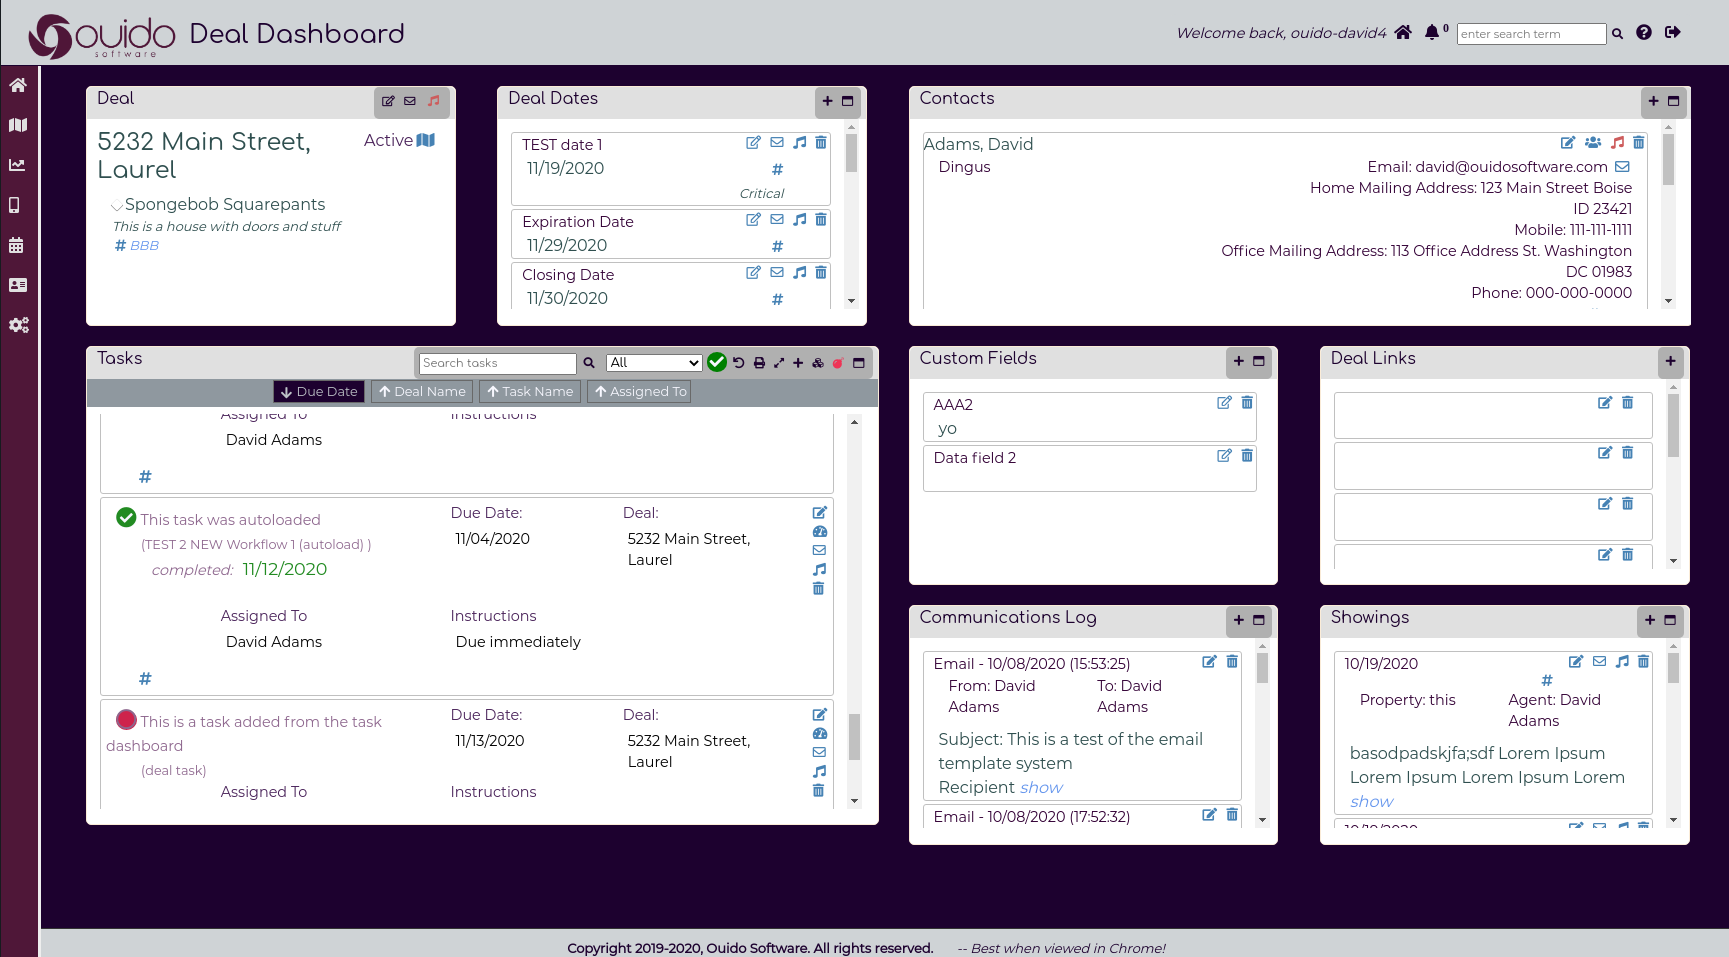 ouido
software
Deal Dashboard
Welcome back, ouido-david4
0
enter search term
Deal
5232 Main Street,
Laurel
Active
Spongebob Squarepants
This is a house with doors and stuff
# BBB
Deal Dates
TEST date 1
11/19/2020
#
Critical
Expiration Date
11/29/2020
#
Closing Date
11/30/2020
#
Contacts
Adams, David
Dingus
Email: david@ouidosoftware.com
Home Mailing Address: 123 Main Street Boise
ID 23421
Mobile: 111-111-1111
Office Mailing Address: 113 Office Address St. Washington
DC 01983
Phone: 000-000-0000
Tasks
Search tasks
All
Due Date
Deal Name
Task Name
Assigned To
Assigned To
Instructions
David Adams
#
This task was autoloaded
(TEST 2 NEW Workflow 1 (autoload) )
completed: 11/12/2020
Due Date:
11/04/2020
Deal:
5232 Main Street,
Laurel
Assigned To
David Adams
Instructions
Due immediately
#
This is a task added from the task
dashboard
(deal task)
Due Date:
11/13/2020
Deal:
5232 Main Street,
Laurel
Assigned To
Instructions
Custom Fields
AAA2
yo
Data field 2
Deal Links
Communications Log
Email - 10/08/2020 (15:53:25)
From: David
Adams
To: David
Adams
Subject: This is a test of the email
template system
Recipient show
Email - 10/08/2020 (17:52:32)
Showings
10/19/2020
#
Property: this
Agent: David
Adams
basodpadskjfa;sdf Lorem Ipsum
Lorem Ipsum Lorem Ipsum Lorem
show
10/19/2020
Copyright 2019-2020, Ouido Software. All rights reserved.
-- Best when viewed in Chrome!